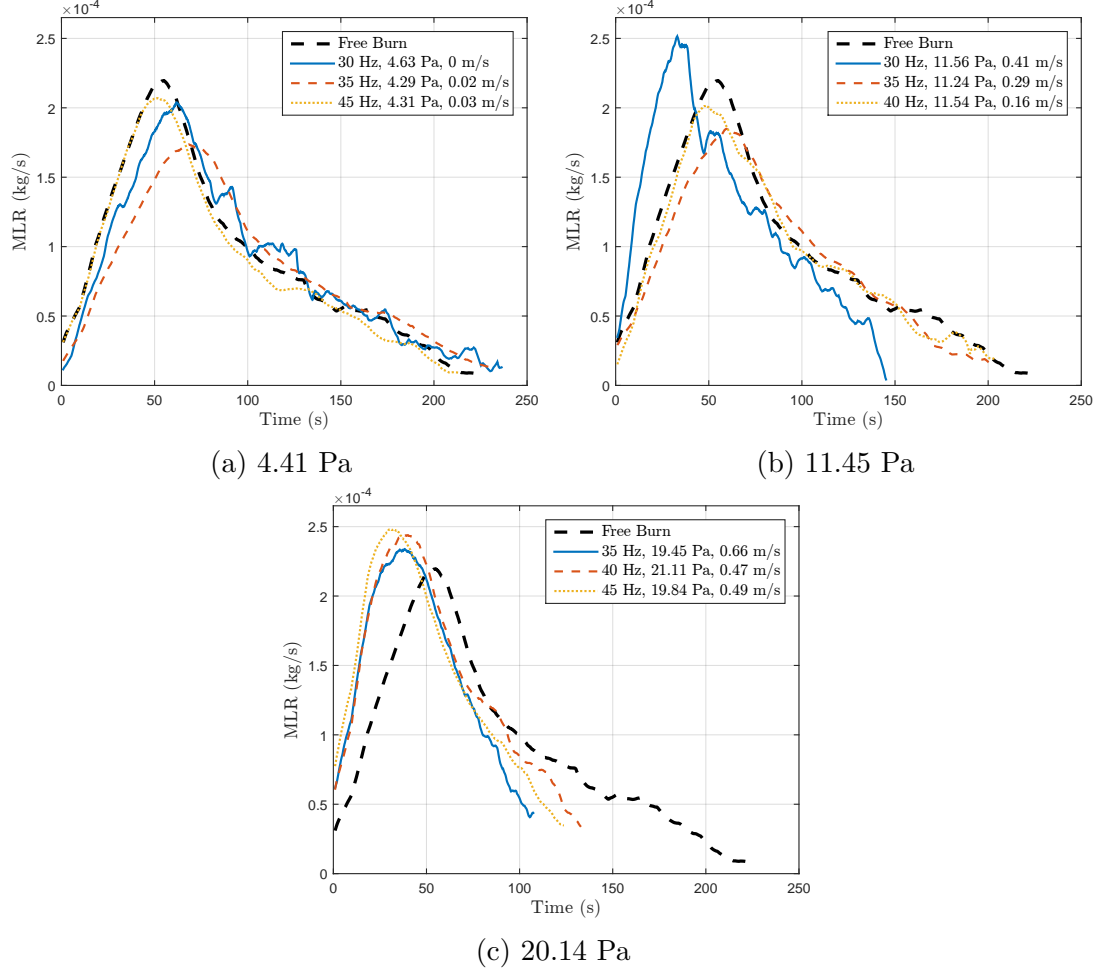 ×10⁻⁴
2.5
2
1.5
1
0.5
0
MLR (kg/s)
Free Burn
30 Hz, 4.63 Pa, 0 m/s
35 Hz, 4.29 Pa, 0.02 m/s
45 Hz, 4.31 Pa, 0.03 m/s
0 50 100 150 200 250
Time (s)
(a) 4.41 Pa
×10⁻⁴
2.5
2
1.5
1
0.5
0
MLR (kg/s)
Free Burn
30 Hz, 11.56 Pa, 0.41 m/s
35 Hz, 11.24 Pa, 0.29 m/s
40 Hz, 11.54 Pa, 0.16 m/s
0 50 100 150 200 250
Time (s)
(b) 11.45 Pa
×10⁻⁴
2.5
2
1.5
1
0.5
0
MLR (kg/s)
Free Burn
35 Hz, 19.45 Pa, 0.66 m/s
40 Hz, 21.11 Pa, 0.47 m/s
45 Hz, 19.84 Pa, 0.49 m/s
0 50 100 150 200 250
Time (s)
(c) 20.14 Pa